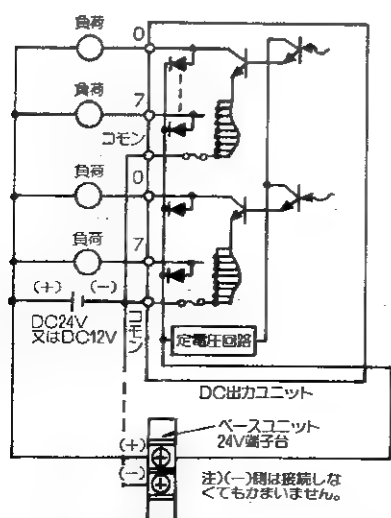 負荷
0
負荷
7
コモン
負荷
0
負荷
7
(+) (-)
DC24V
又はDC12V
コモン
定電圧回路
DC出力ユニット
ベースユニット
24V端子台
(+)
(-)
注)(-)側は接続しな
くてもかまいません。